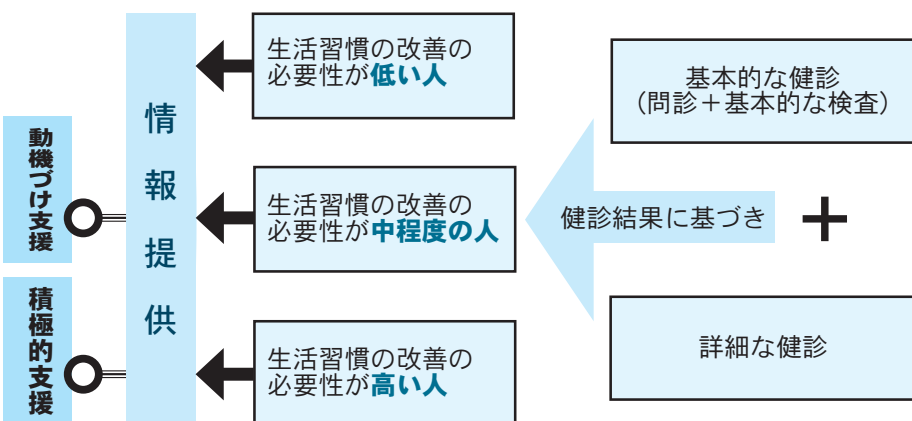 生活習慣の改善の
必要性が低い人
基本的な健診
（問診＋基本的な検査）
情報提供
動機づけ支援
生活習慣の改善の
必要性が中程度の人
健診結果に基づき
＋
積極的支援
生活習慣の改善の
必要性が高い人
詳細な健診